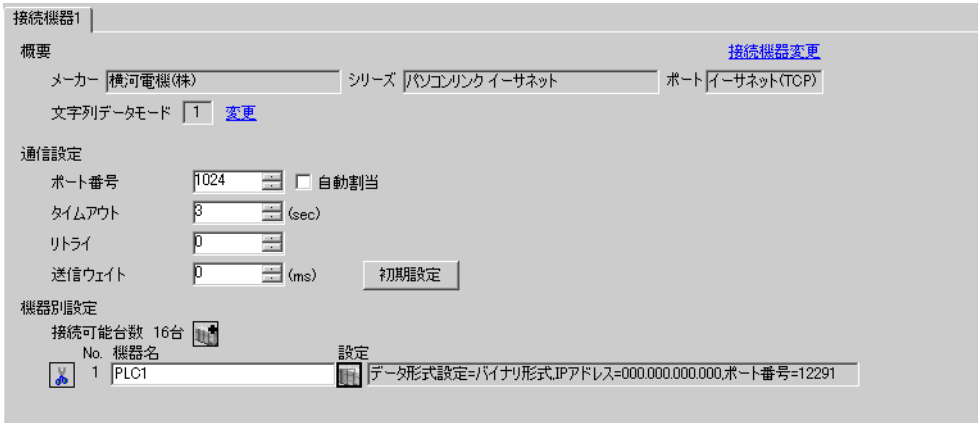 接続機器1
概要
接続機器変更
メーカー 横河電機(株) シリーズ パソコンリンク イーサネット ポート イーサネット(TCP)
文字列データモード 1 変更
通信設定
ポート番号 1024 自動割当
タイムアウト 3 (sec)
リトライ 0
送信ウェイト 0 (ms) 初期設定
機器別設定
接続可能台数 16台
No. 機器名 設定
1 PLC1 データ形式設定=バイナリ形式,IPアドレス=000.000.000.000,ポート番号=12291